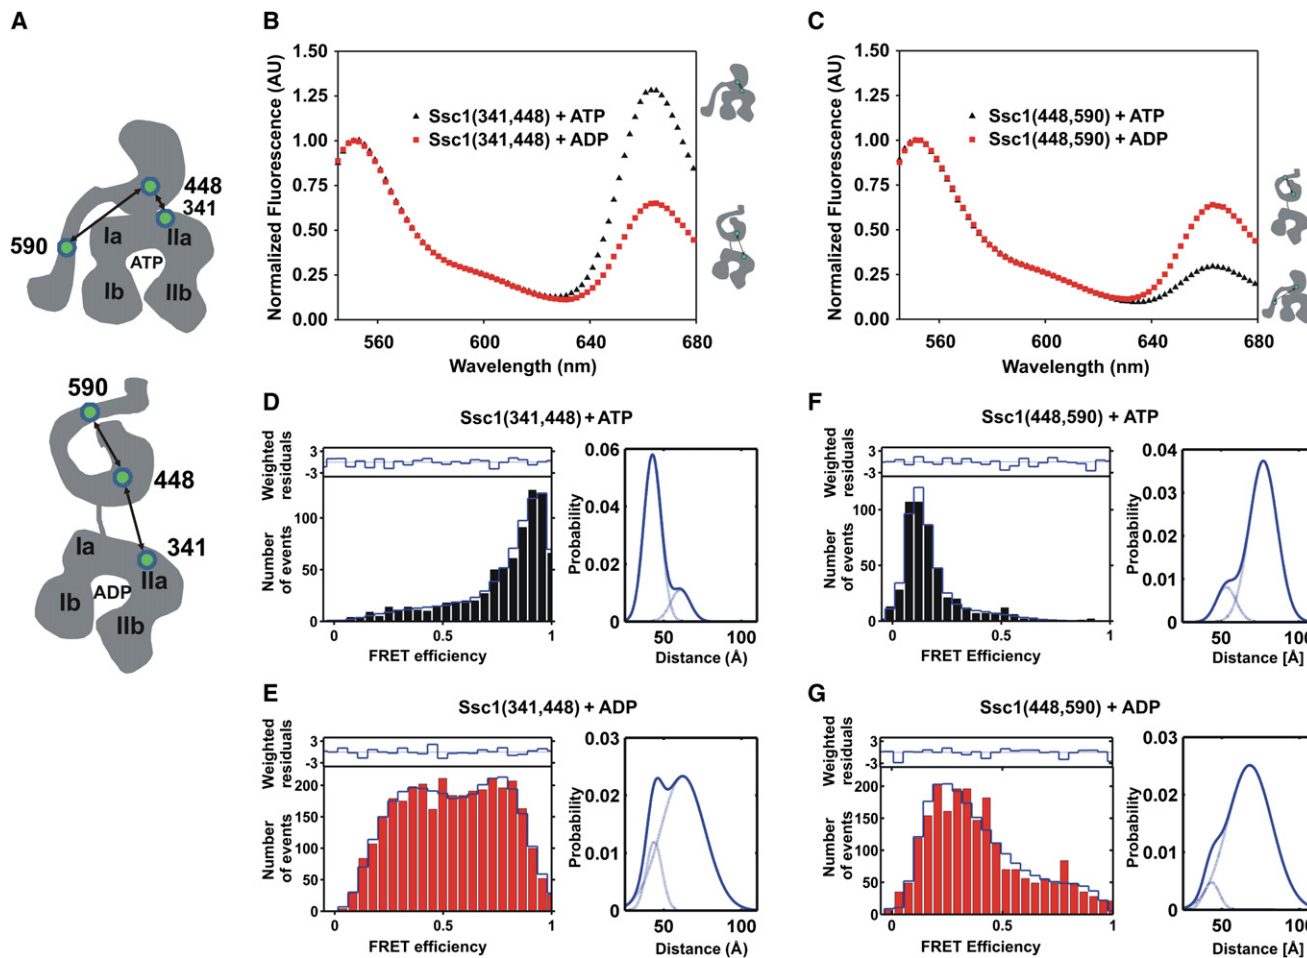 A
448
341
590
Ia
IIa
ATP
Ib
IIb
590
448
341
Ia
IIa
ADP
Ib
IIb
B
Normalized Fluorescence (AU)
1.50
1.25
1.00
0.75
0.50
0.25
0.00
Ssc1(341,448) + ATP
Ssc1(341,448) + ADP
560
600
640
680
Wavelength (nm)
C
Normalized Fluorescence (AU)
1.50
1.25
1.00
0.75
0.50
0.25
0.00
Ssc1(448,590) + ATP
Ssc1(448,590) + ADP
560
600
640
680
Wavelength (nm)
D
Ssc1(341,448) + ATP
Weighted
residuals
3
-3
Number
of events
100
50
0
0
0.5
1
FRET efficiency
Probability
0.06
0.04
0.02
0
50
100
Distance (Å)
F
Ssc1(448,590) + ATP
Weighted
residuals
3
-3
Number
of events
100
50
0
0
0.5
1
FRET efficiency
Probability
0.04
0.03
0.02
0.01
0
50
100
Distance [Å]
E
Ssc1(341,448) + ADP
Weighted
residuals
3
-3
Number
of events
200
150
100
50
0
0
0.5
1
FRET efficiency
Probability
0.03
0.02
0.01
0
50
100
Distance (Å)
G
Ssc1(448,590) + ADP
Weighted
residuals
3
-3
Number
of events
200
150
100
50
0
0
0.5
1
FRET Efficiency
Probability
0.03
0.02
0.01
0
50
100
Distance [Å]